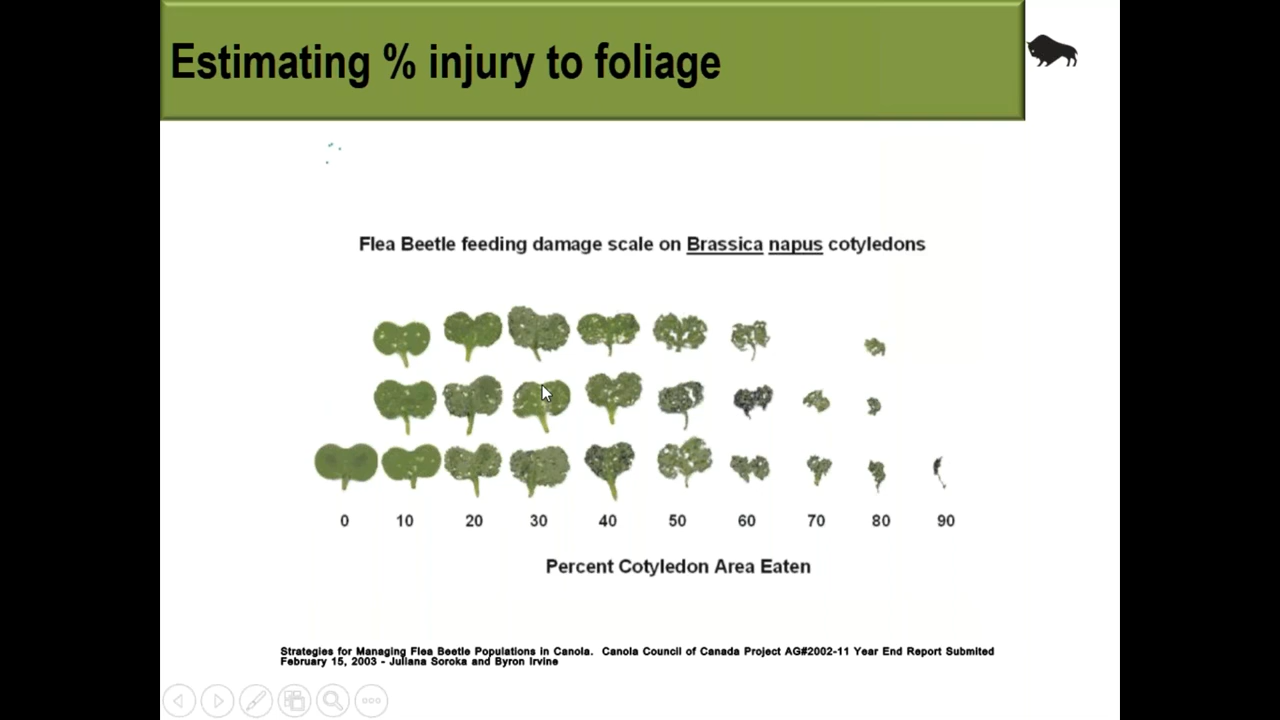 Estimating % injury to foliage
Flea Beetle feeding damage scale on Brassica napus cotyledons
0 10 20 30 40 50 60 70 80 90
Percent Cotyledon Area Eaten
Strategies for Managing Flea Beetle Populations in Canola. Canola Council of Canada Project AG#2002-11 Year End Report Submited
February 15, 2003 - Juliana Soroka and Byron Irvine